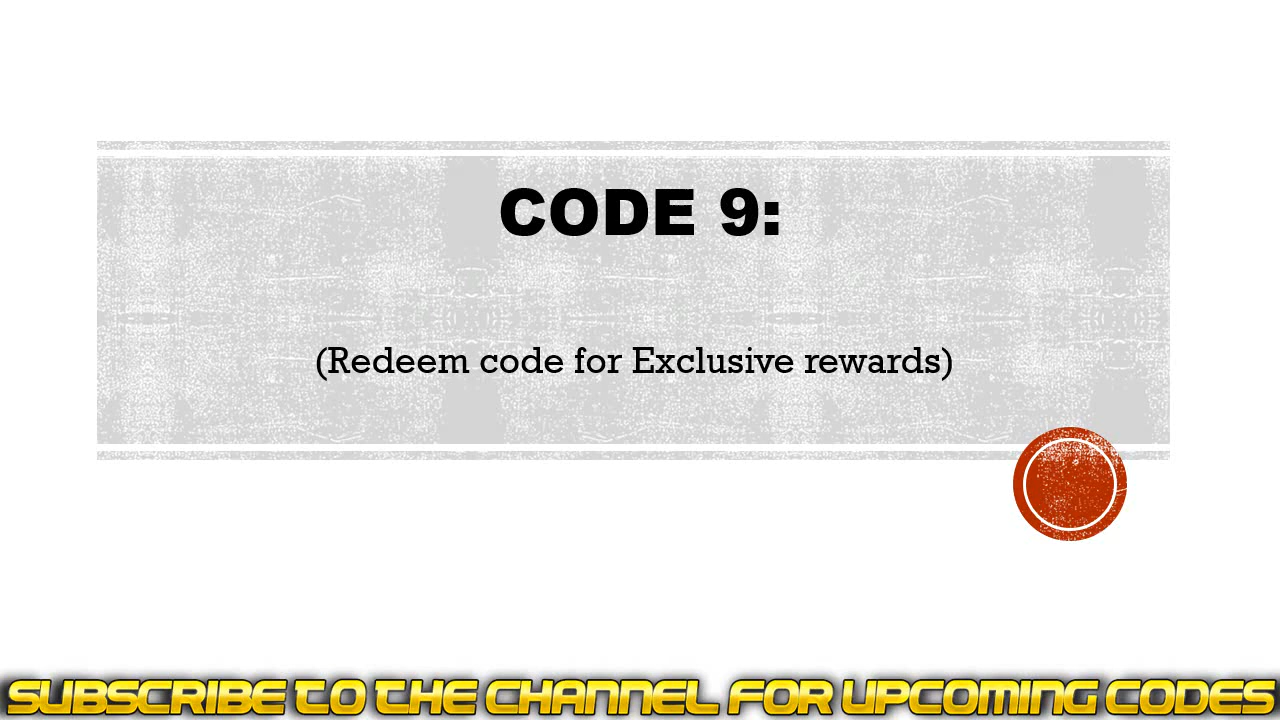 CODE 9:
(Redeem code for Exclusive rewards)
SUBSCRIBE TO THE CHANNEL FOR UPCOMING CODES